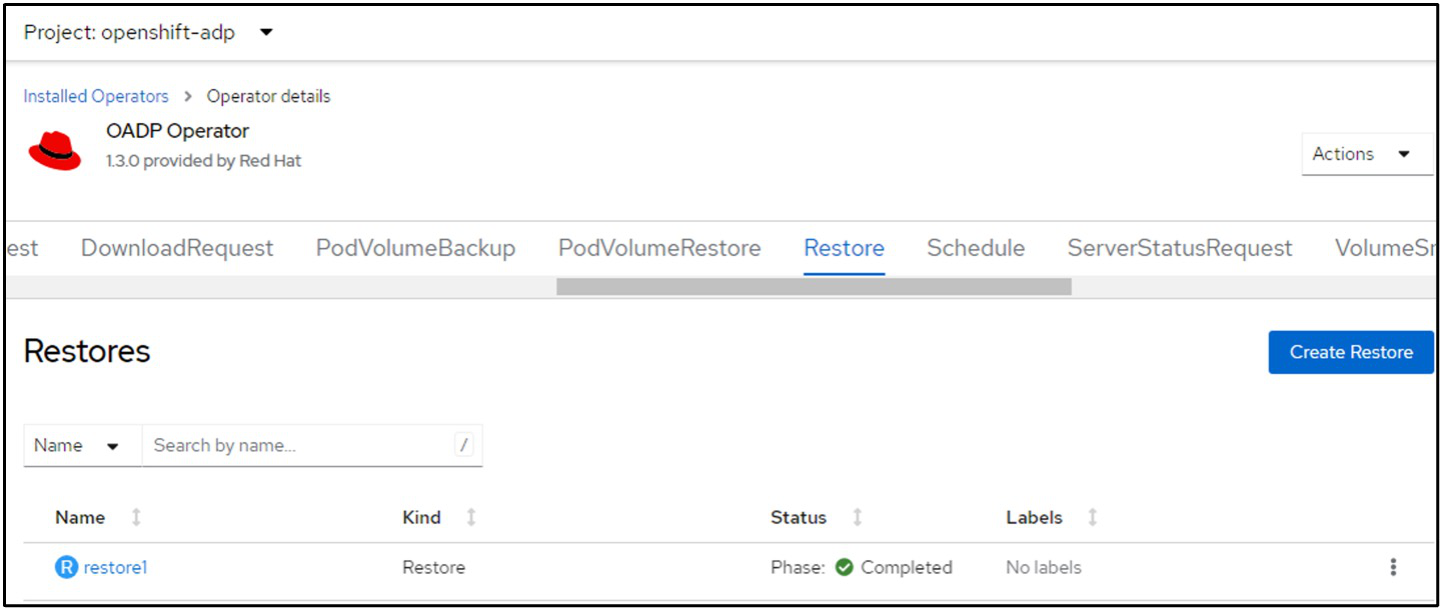 Project: openshift-adp
Installed Operators > Operator details
OADP Operator
1.3.0 provided by Red Hat
Actions
est DownloadRequest PodVolumeBackup PodVolumeRestore Restore Schedule ServerStatusRequest VolumeSn
Restores
Create Restore
Name Search by name... /
Name Kind Status Labels
R restore1 Restore Phase: Completed No labels